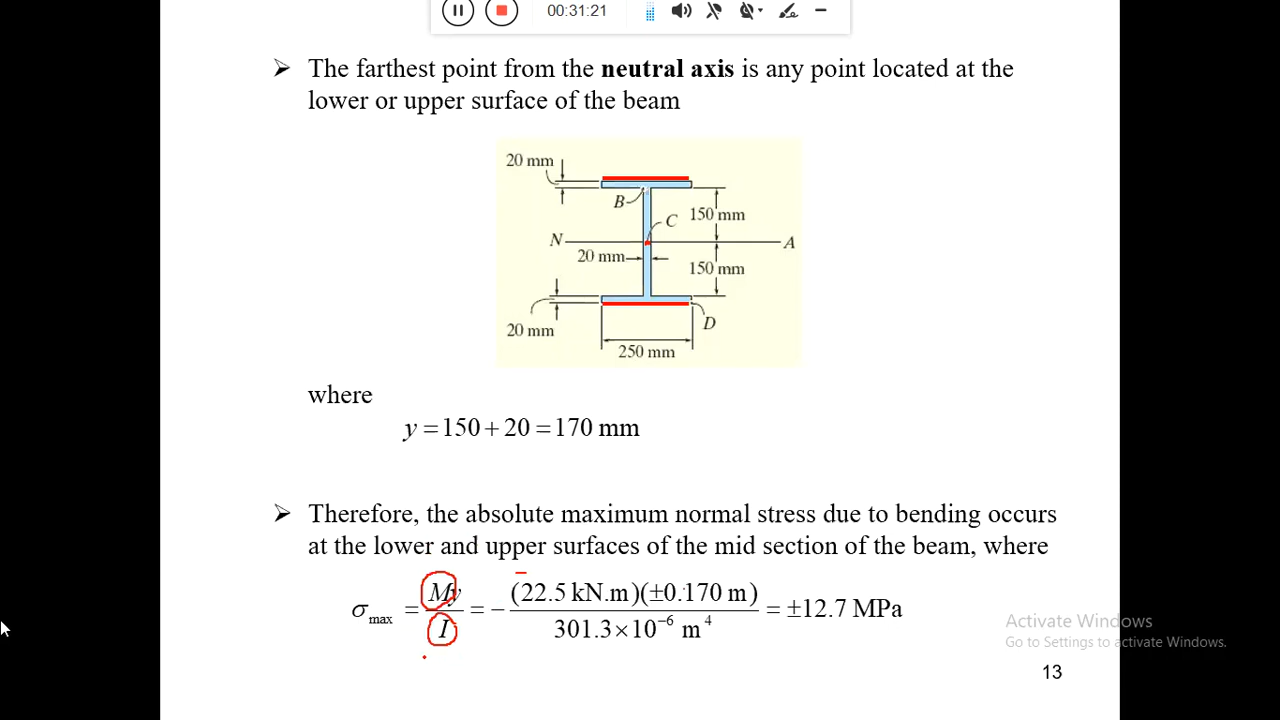 00:31:21
➢ The farthest point from the neutral axis is any point located at the
lower or upper surface of the beam
20 mm
B
C
150 mm
N
A
20 mm
150 mm
20 mm
D
250 mm
where
y = 150 + 20 = 170 mm
➢ Therefore, the absolute maximum normal stress due to bending occurs
at the lower and upper surfaces of the mid section of the beam, where
σmax = My/I = − (22.5 kN.m)(±0.170 m)/301.3×10⁻⁶ m⁴ = ±12.7 MPa
Activate Windows
Go to Settings to activate Windows.
13